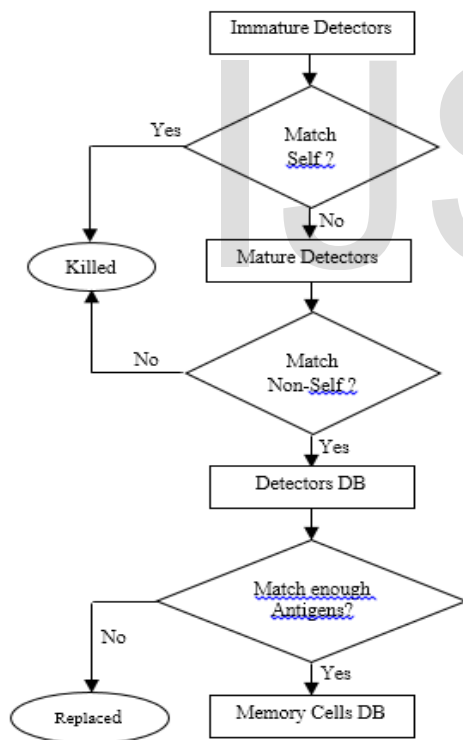 Immature Detectors
Yes
Match
Self ?
No
Killed
Mature Detectors
No
Match
Non-Self ?
Yes
Detectors DB
Match enough
Antigens?
No
Yes
Replaced
Memory Cells DB
IJS